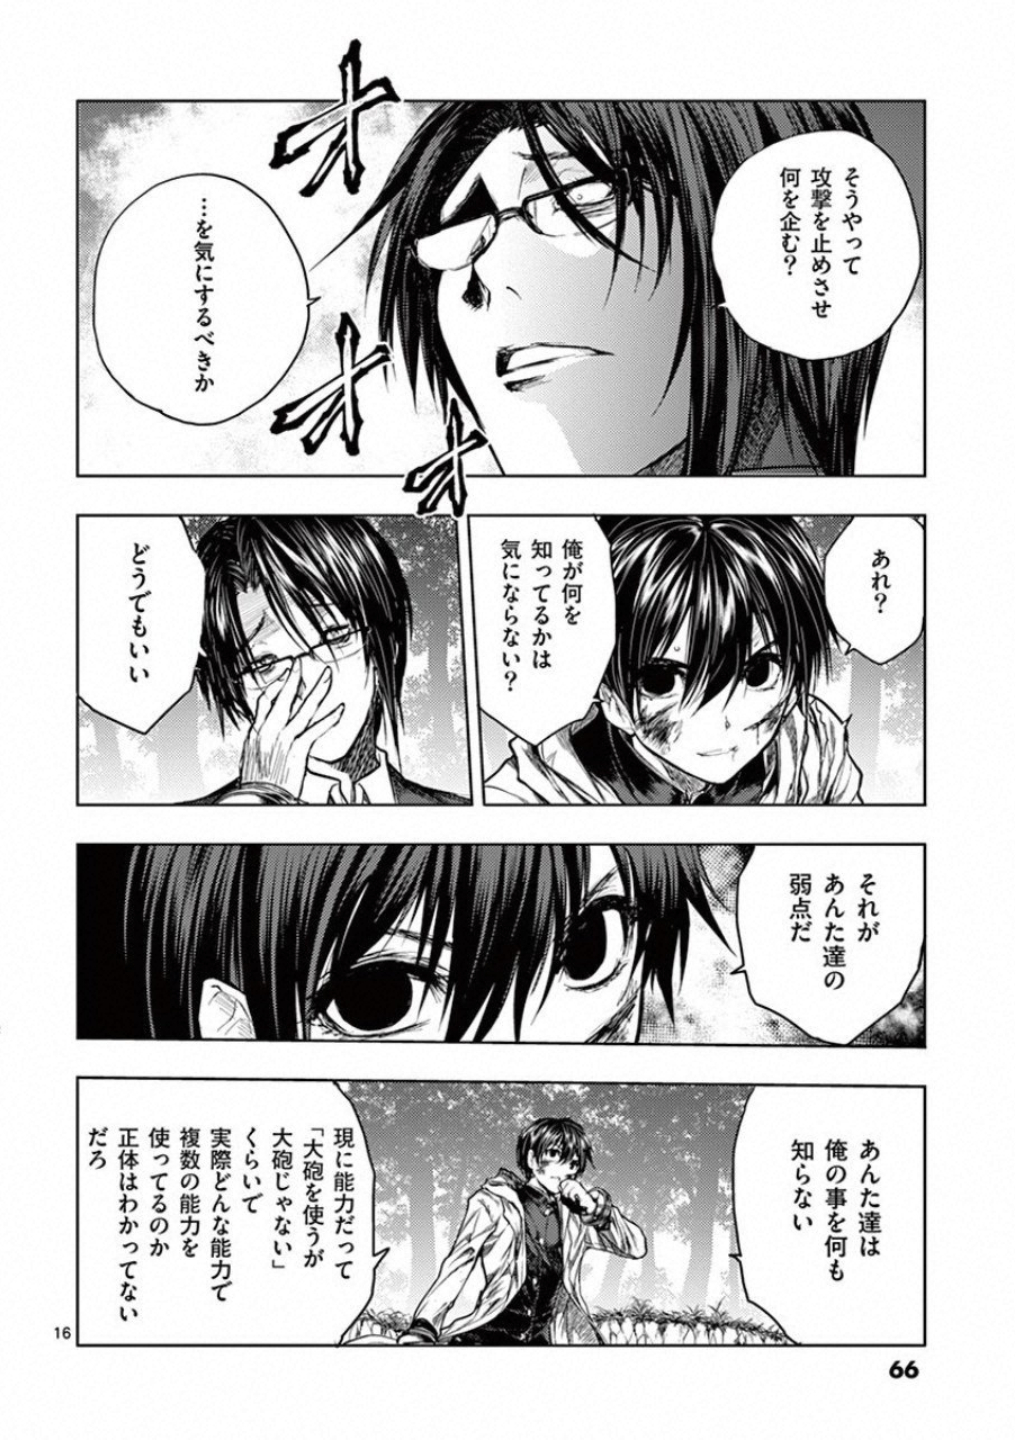 そうやって
攻撃を止めさせ
何を企む?
オオオオ
…を気にするべきか
あれ?
俺が何を
知ってるかは
気にならない?
どうでもいい
それが
あんた達の
弱点だ
あんた達は
俺の事を何も
知らない
現に能力だって
「大砲を使うが
大砲じゃない」
くらいで
実際どんな能力で
複数の能力を
使ってるのか
正体はわかってない
だろ
16
66